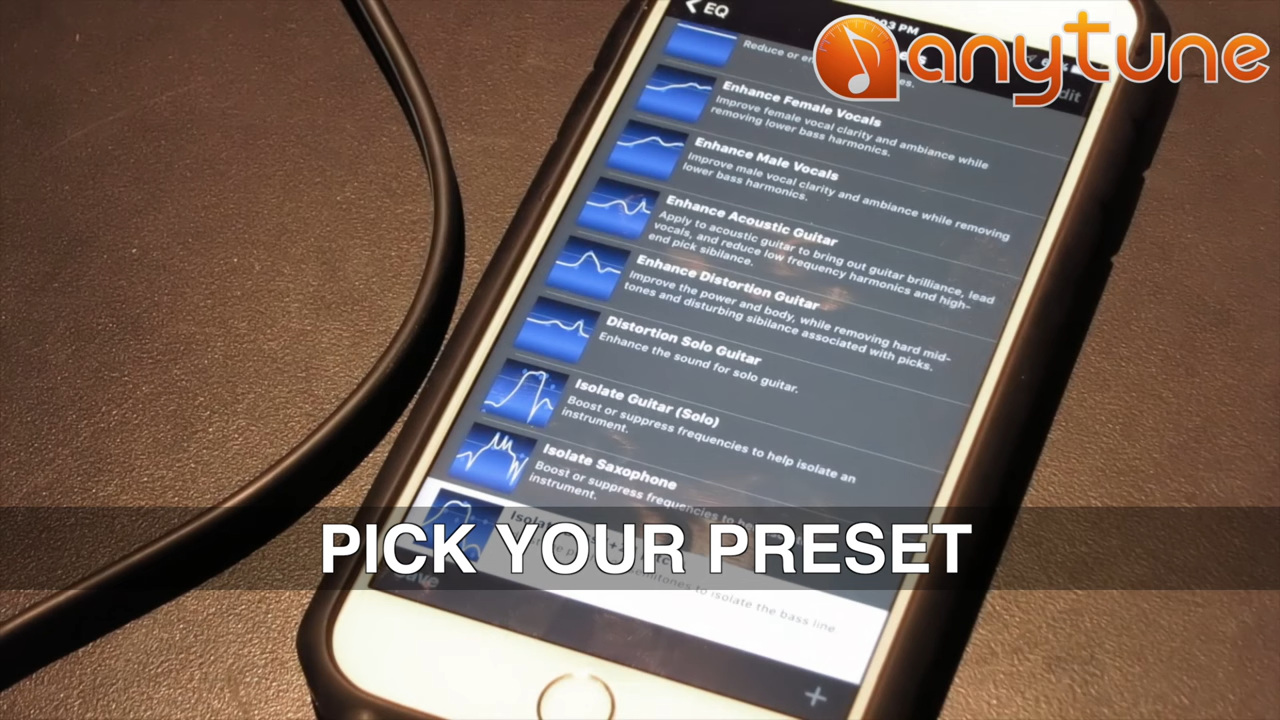 EQ
:03 PM
anytune
Reduce or
Enhance Female Vocals
Improve female vocal clarity and ambiance while
removing lower bass harmonics.
Enhance Male Vocals
Improve male vocal clarity and ambiance while removing
lower bass harmonics.
Enhance Acoustic Guitar
Apply to acoustic guitar to bring out guitar brilliance, lead
vocals, and reduce low frequency harmonics and high-
end pick sibilance.
Enhance Distortion Guitar
Improve the power and body, while removing hard mid-
tones and disturbing sibilance associated with picks.
Distortion Solo Guitar
Enhance the sound for solo guitar.
Isolate Guitar (Solo)
Boost or suppress frequencies to help isolate an
instrument.
Isolate Saxophone
Boost or suppress frequencies to
instrument.
PICK YOUR PRESET
semitones to isolate the bass line
+